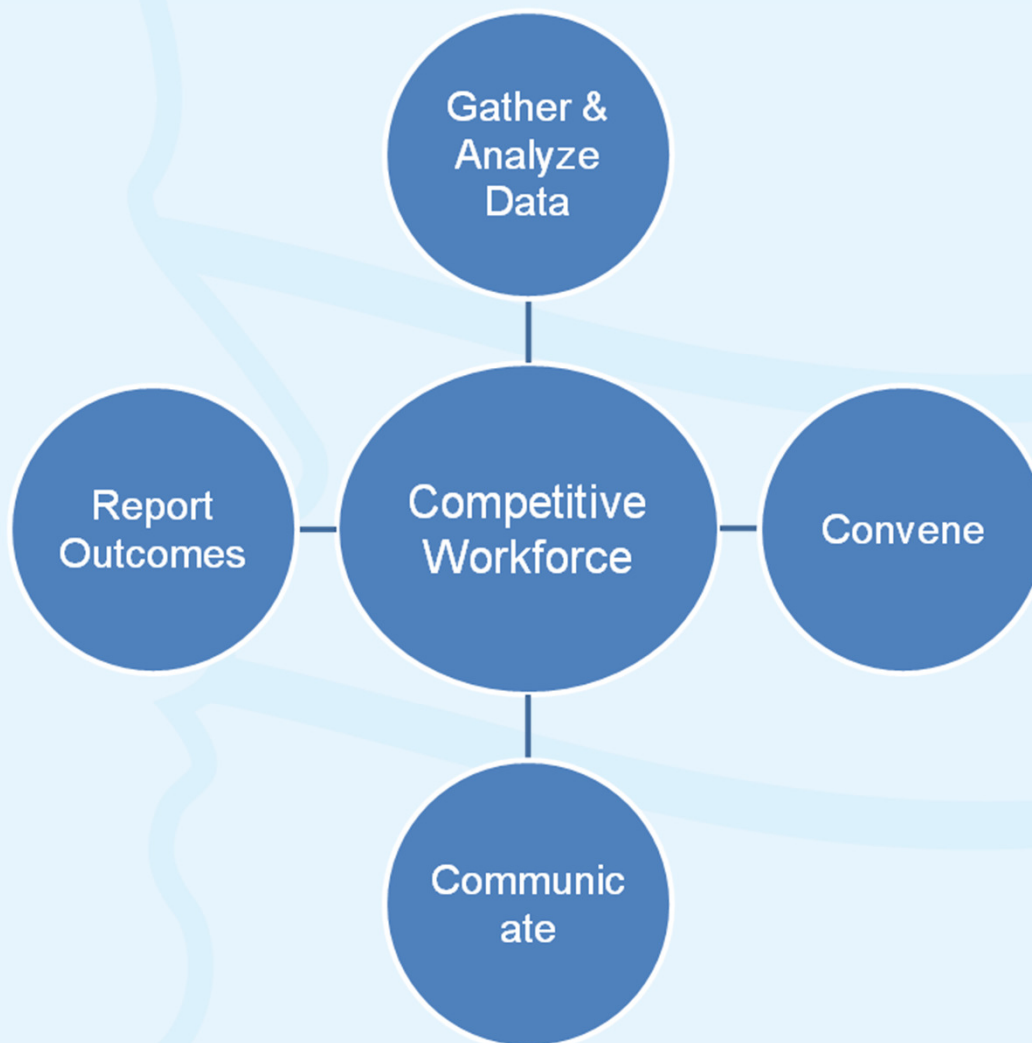 Gather &
Analyze
Data
Report
Outcomes
Competitive
Workforce
Convene
Communic
ate